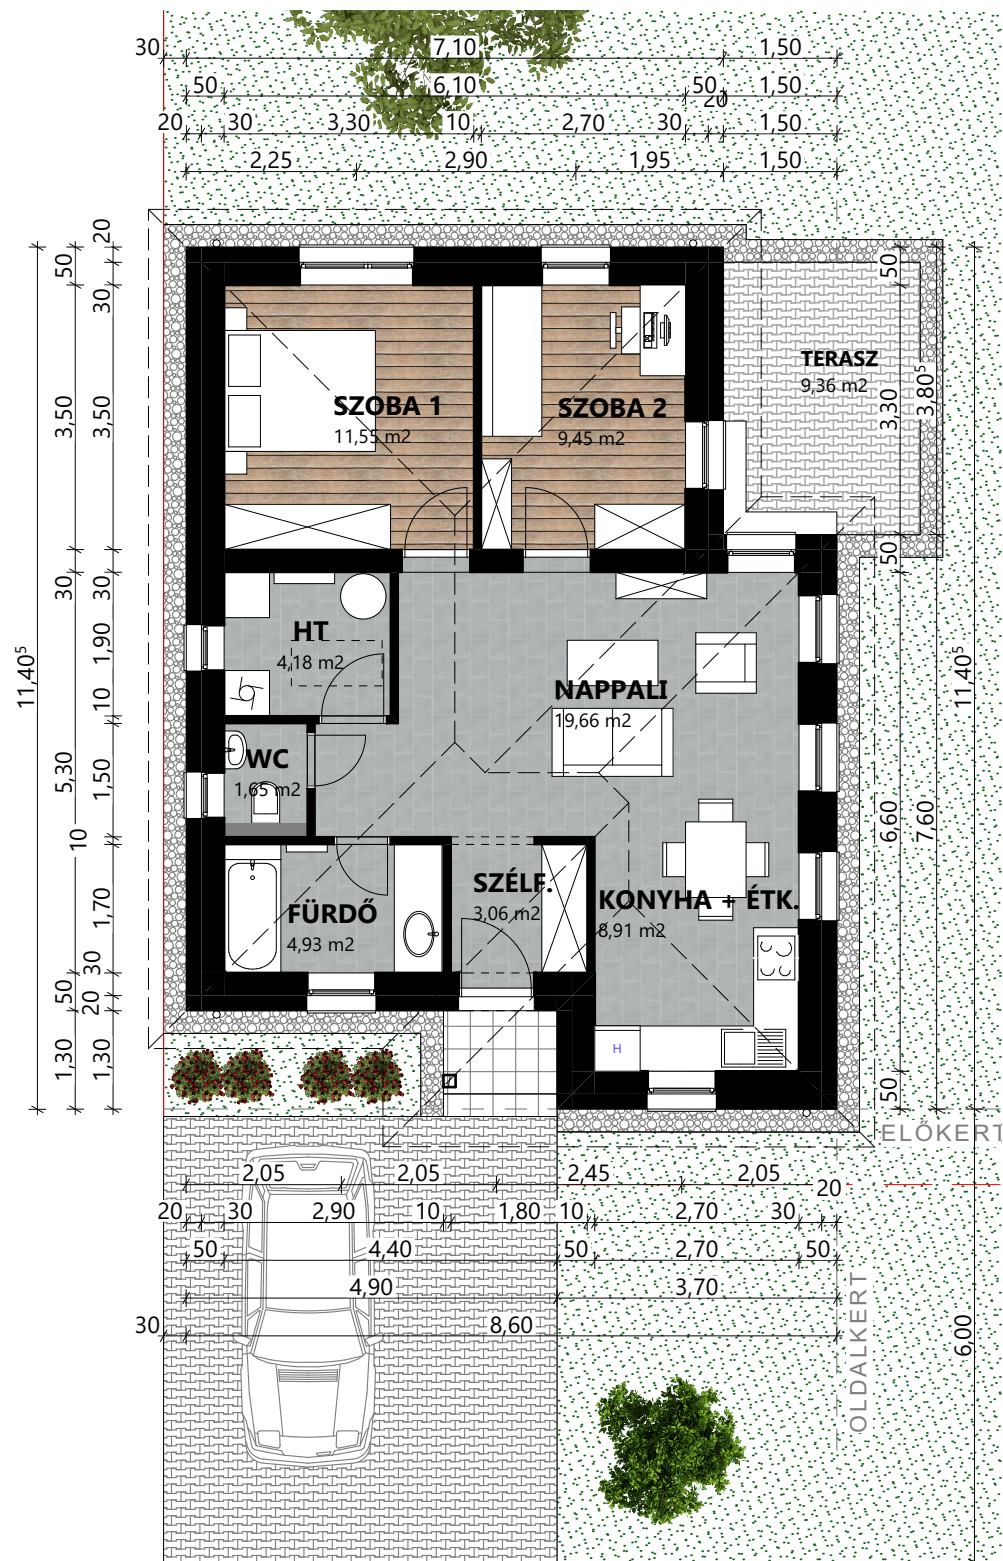 30 7,10 1,50
50 6,10 50 1,50
20
20 30 3,30 10 2,70 30 1,50
2,25 2,90 1,95 1,50
20
50
30
3,50
3,50
30
30
1,90
10
11,40⁵
5,30
1,50
10
1,70
30
50
20
1,30
1,30
SZOBA 1
11,55 m2
SZOBA 2
9,45 m2
TERASZ
9,36 m2
50
3,30
3,80⁵
50
HT
4,18 m2
NAPPALI
19,66 m2
WC
1,65 m2
11,40⁵
6,60
7,60
FÜRDŐ
4,93 m2
SZÉLF.
3,06 m2
KONYHA + ÉTK.
8,91 m2
H
50
ELŐKERT
2,05 2,05 2,45 2,05
20
20 30 2,90 10 1,80 10 2,70 30
50 4,40 50 2,70 50
4,90 3,70
30 8,60
OLDALKERT
6,00